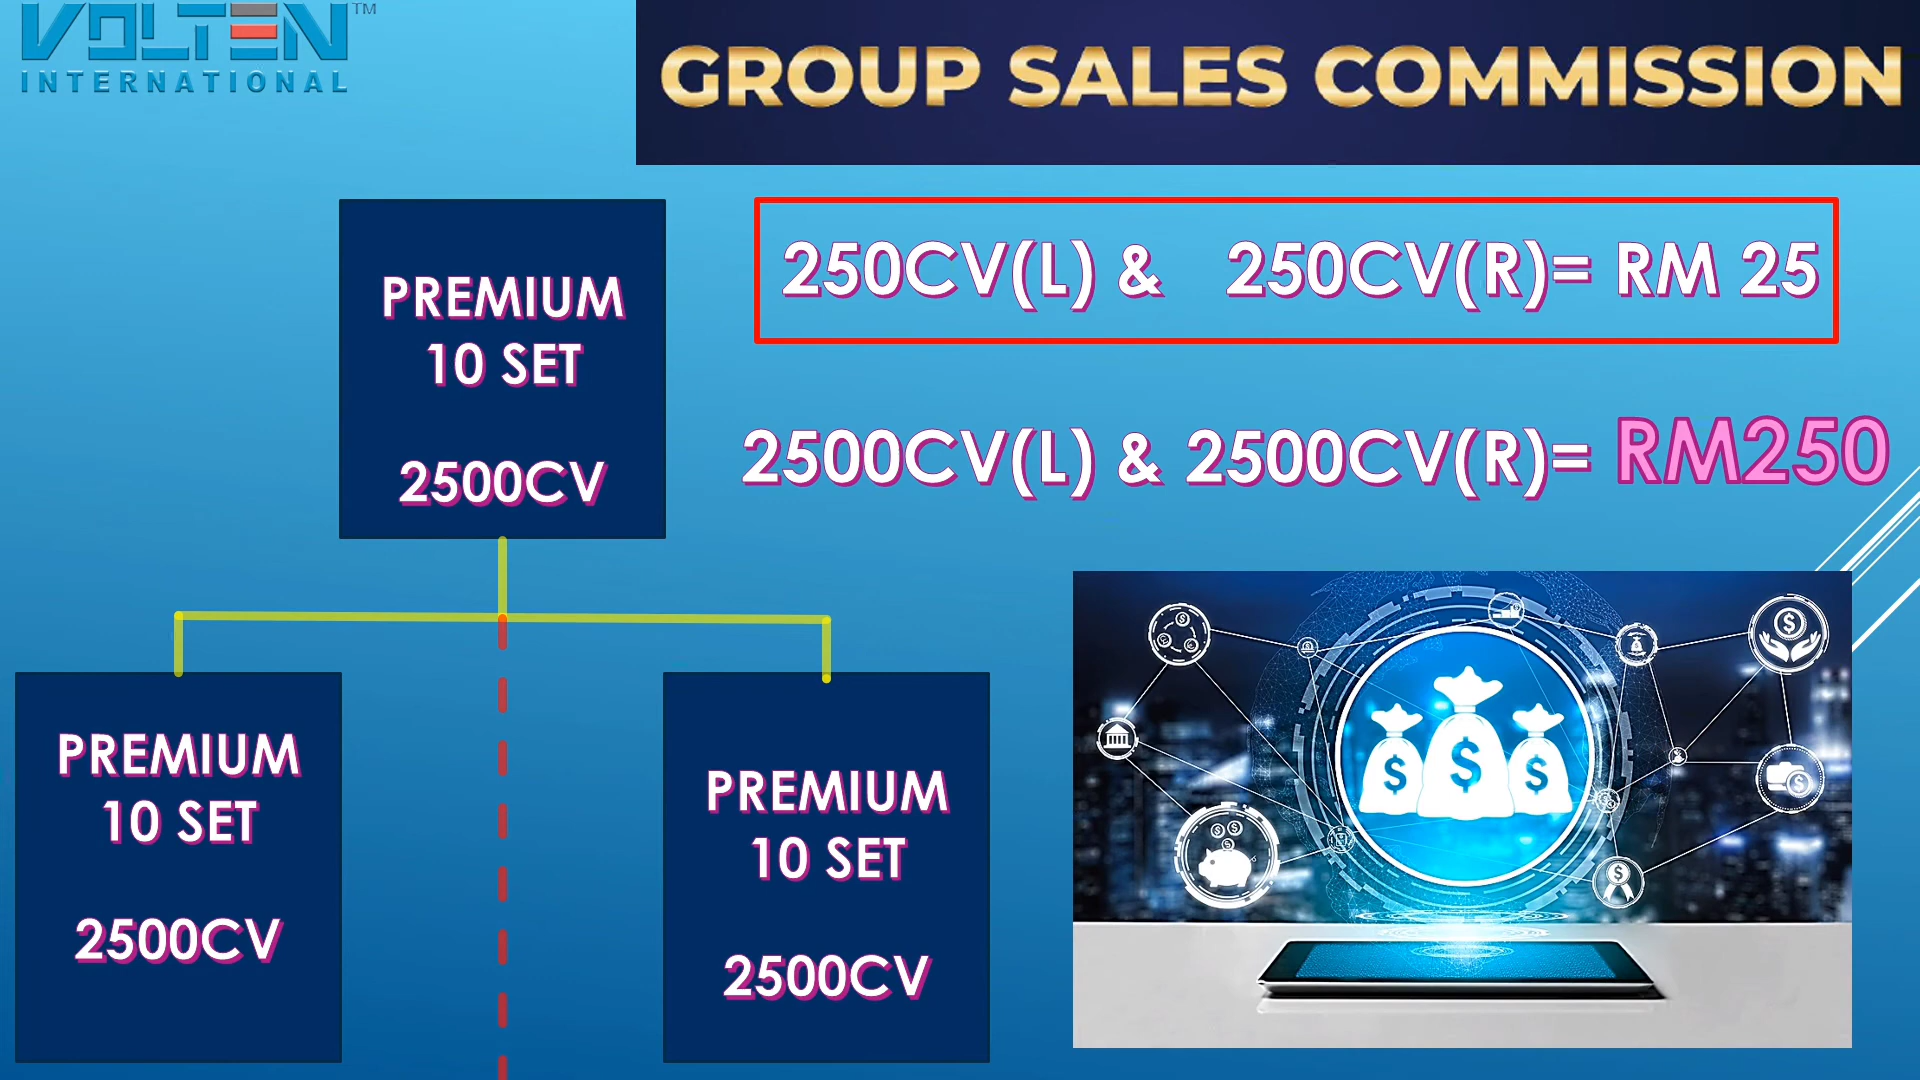 VOLTEN™
INTERNATIONAL
GROUP SALES COMMISSION
PREMIUM
10 SET
2500CV
250CV(L) & 250CV(R)= RM 25
2500CV(L) & 2500CV(R)= RM250
PREMIUM
10 SET
2500CV
PREMIUM
10 SET
2500CV